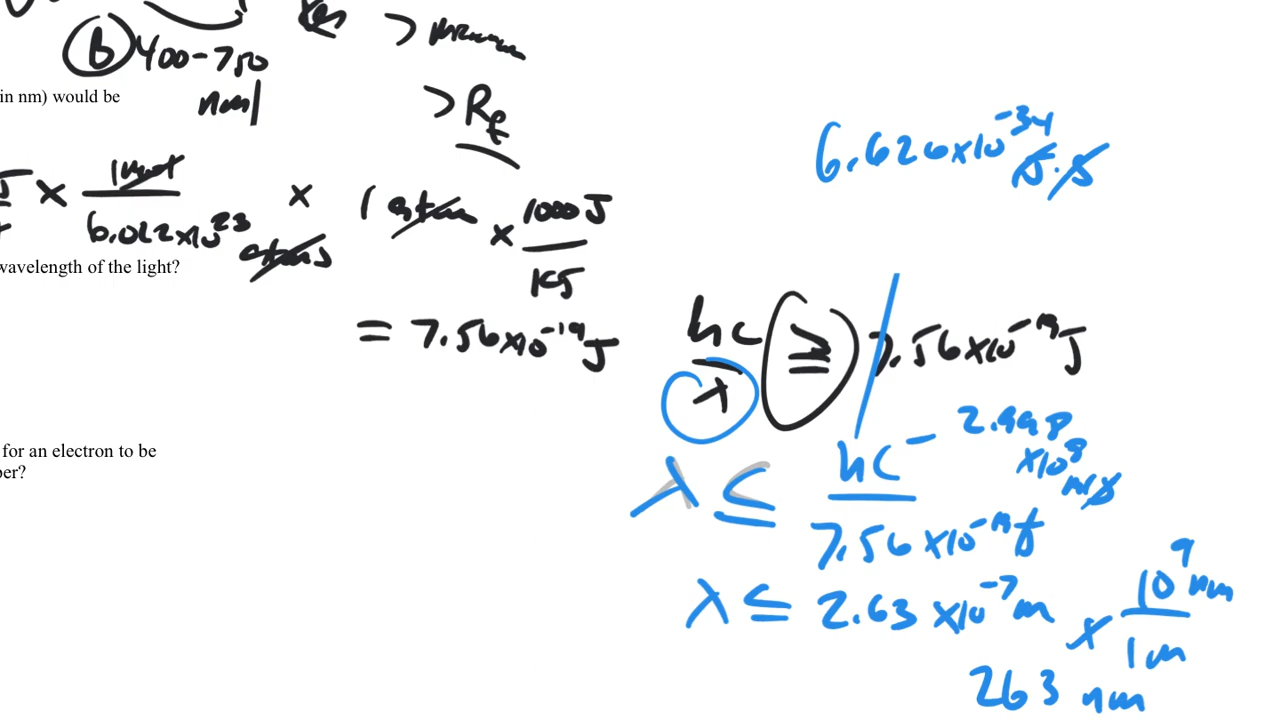 (b) 400-750
nm
> R
in nm) would be
6.626x10^-34 J·s
x 1 mol / 6.022x10^23 atoms x 1 atom x 1000 J / KJ
wavelength of the light?
= 7.56x10^-19 J
hc / λ ≥ 7.56x10^-19 J
for an electron to be
ber?
λ ≤ hc / 7.56x10^-19 J
2.998 x10^8 m/s
λ ≤ 2.63 x10^-7 m x 10^9 nm / 1 m
263 nm